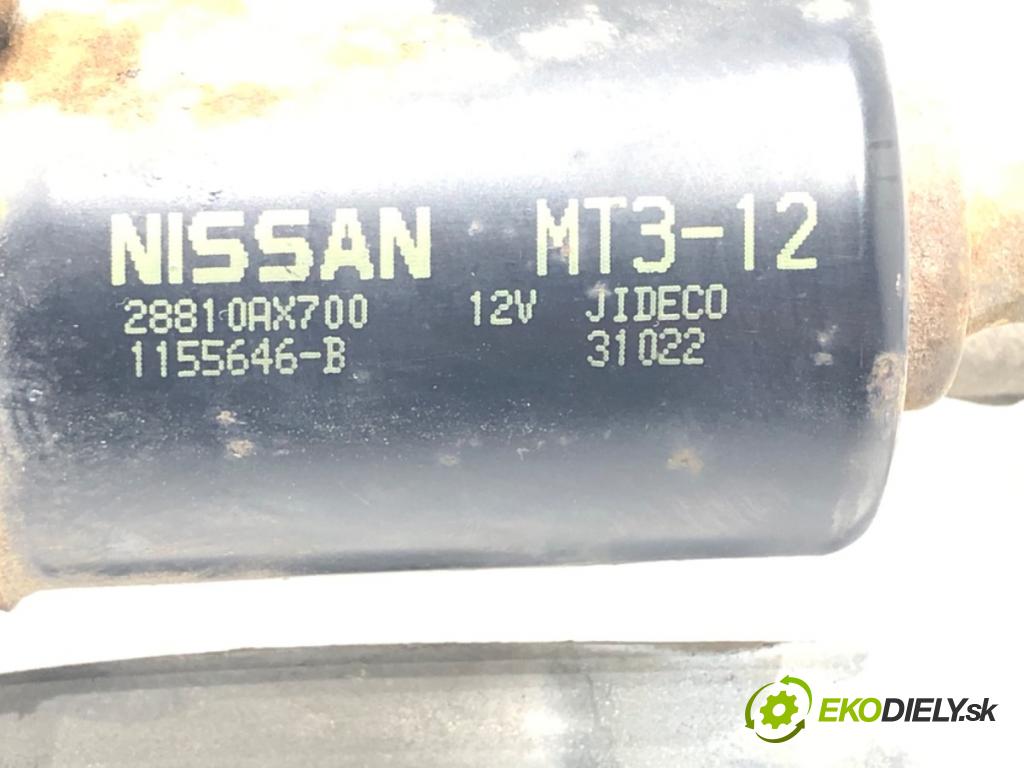 NISSAN MT3-12
28810AX700 12V JIDECO
1155646-B 31022
EKODIELY.sk